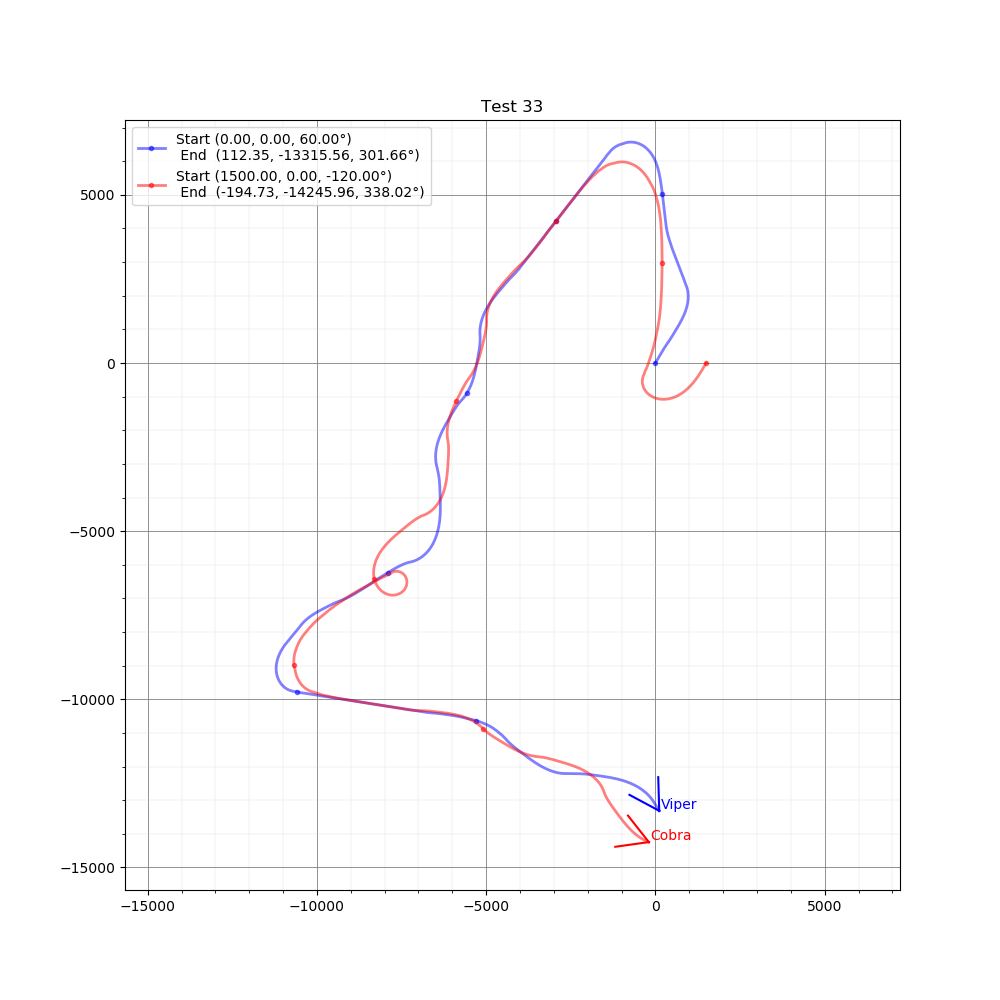 Test 33
Start (0.00, 0.00, 60.00°)
End (112.35, -13315.56, 301.66°)
Start (1500.00, 0.00, -120.00°)
End (-194.73, -14245.96, 338.02°)
5000
0
−5000
−10000
−15000
Viper
Cobra
−15000 −10000 −5000 0 5000